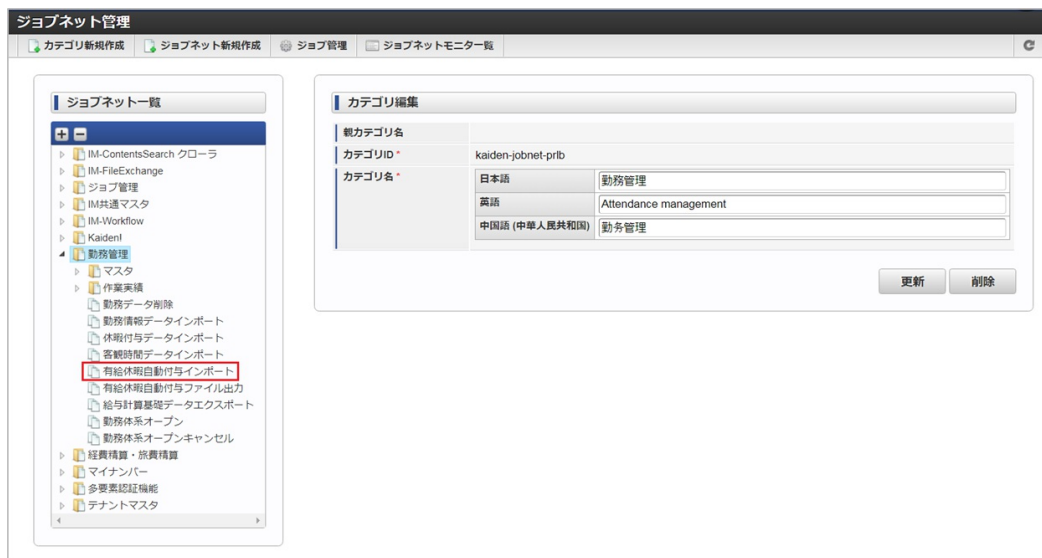 ジョブネット管理
カテゴリ新規作成 ジョブネット新規作成 ジョブ管理 ジョブネットモニタ一覧
ジョブネット一覧
IM-ContentsSearch クローラ
IM-FileExchange
ジョブ管理
IM共通マスタ
IM-Workflow
Kaiden!
勤務管理
マスタ
作業実績
勤務データ削除
勤務情報データインポート
休暇付与データインポート
客観時間データインポート
有給休暇自動付与インポート
有給休暇自動付与ファイル出力
給与計算基礎データエクスポート
勤務体系オープン
勤務体系オープンキャンセル
経費精算・旅費精算
マイナンバー
多要素認証機能
テナントマスタ
カテゴリ編集
親カテゴリ名
カテゴリID * kaiden-jobnet-prlb
カテゴリ名 * 日本語 勤務管理
英語 Attendance management
中国語 (中華人民共和国) 勤务管理
更新 削除